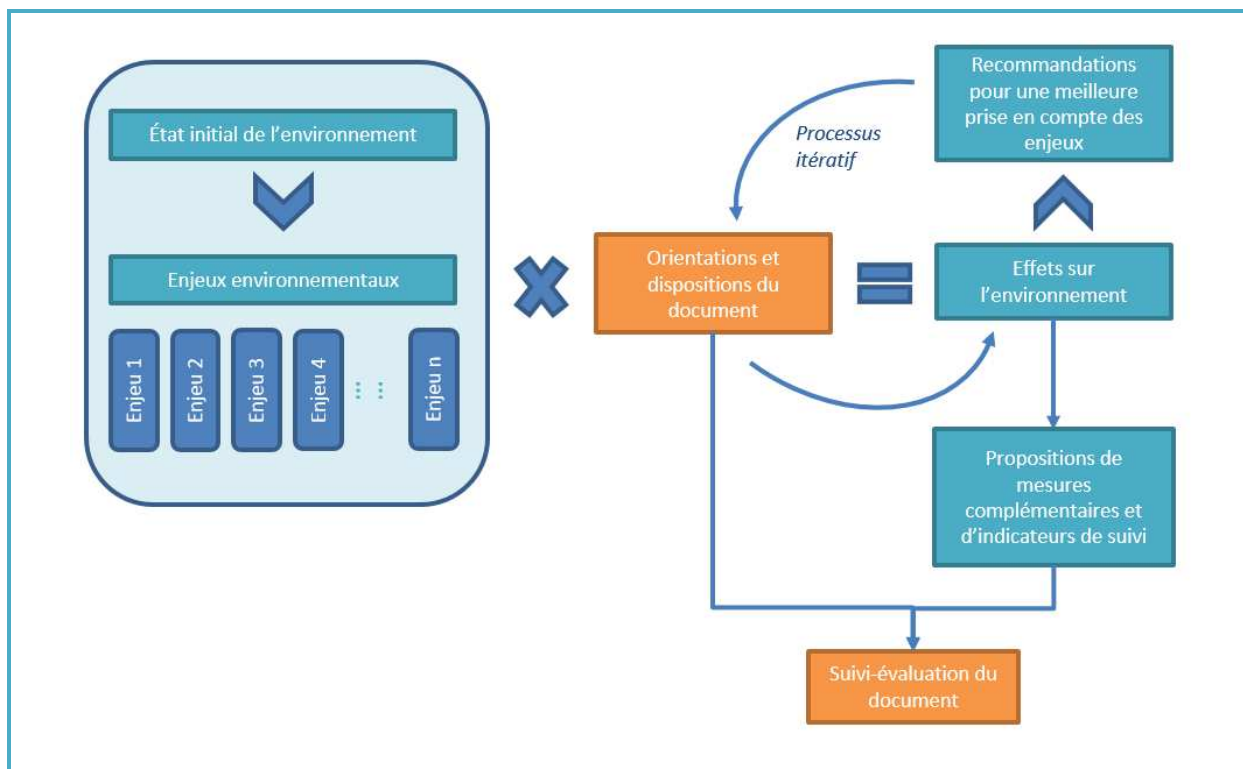 État initial de l’environnement
Enjeux environnementaux
Enjeu 1
Enjeu 2
Enjeu 3
Enjeu 4
... ...
Enjeu n
Orientations et
dispositions du
document
Processus
itératif
Recommandations
pour une meilleure
prise en compte des
enjeux
Effets sur
l’environnement
Propositions de
mesures
complémentaires et
d’indicateurs de suivi
Suivi-évaluation du
document